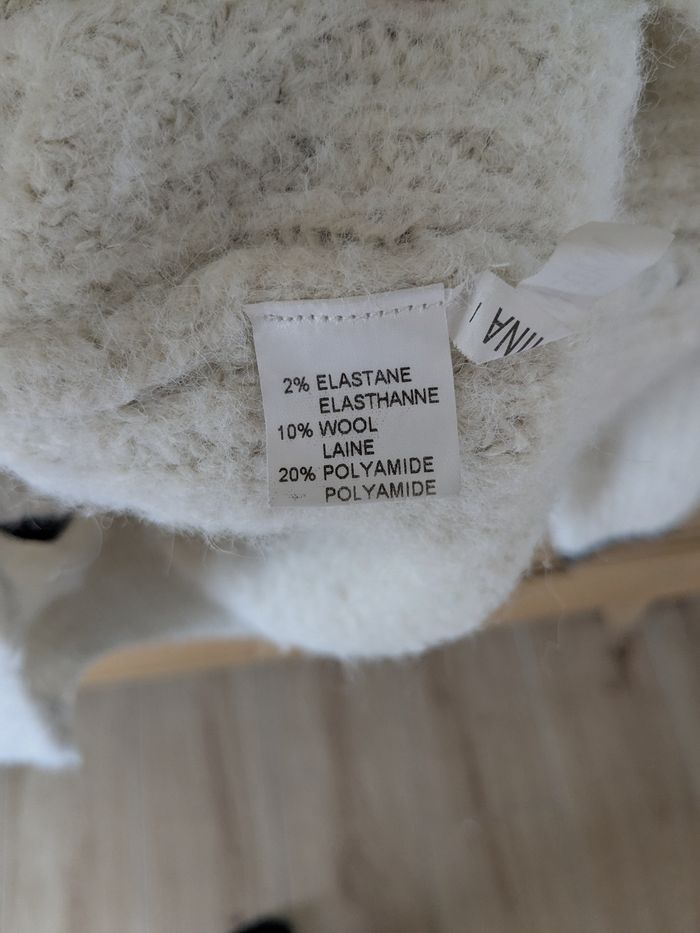 2% ELASTANE
ELASTHANNE
10% WOOL
LAINE
20% POLYAMIDE
POLYAMIDE